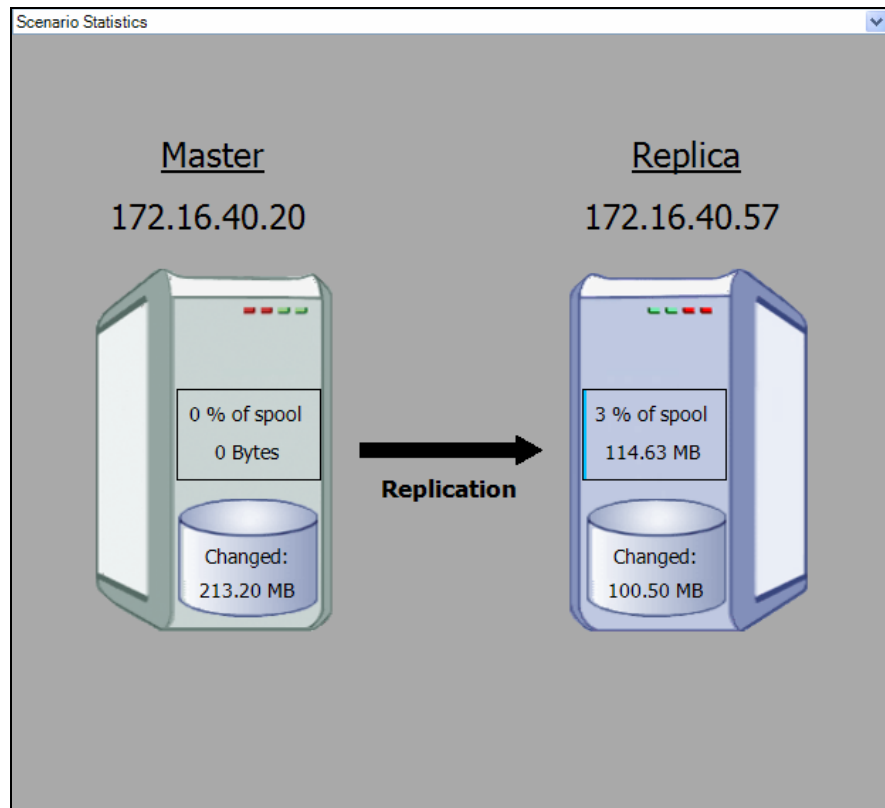 Scenario Statistics
Master
Replica
172.16.40.20
172.16.40.57
0 % of spool
0 Bytes
3 % of spool
114.63 MB
Replication
Changed:
213.20 MB
Changed:
100.50 MB